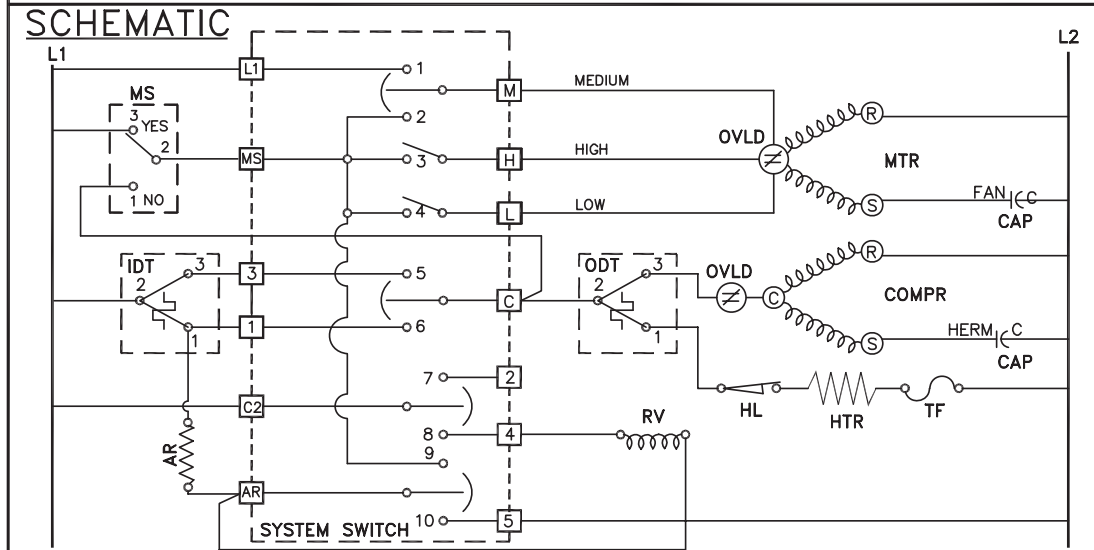 SCHEMATIC
L1
L2
MS
3 YES
2
1 NO
L1
1
M
MEDIUM
2
MS
3
H
HIGH
4
L
LOW
OVLD
R
MTR
S
FAN C
CAP
IDT
3
2
1
3
5
C
1
6
ODT
3
2
1
OVLD
C
R
COMPR
S
HERM C
CAP
7
2
C2
8
4
9
HL
HTR
TF
RV
AR
AR
10
5
SYSTEM SWITCH